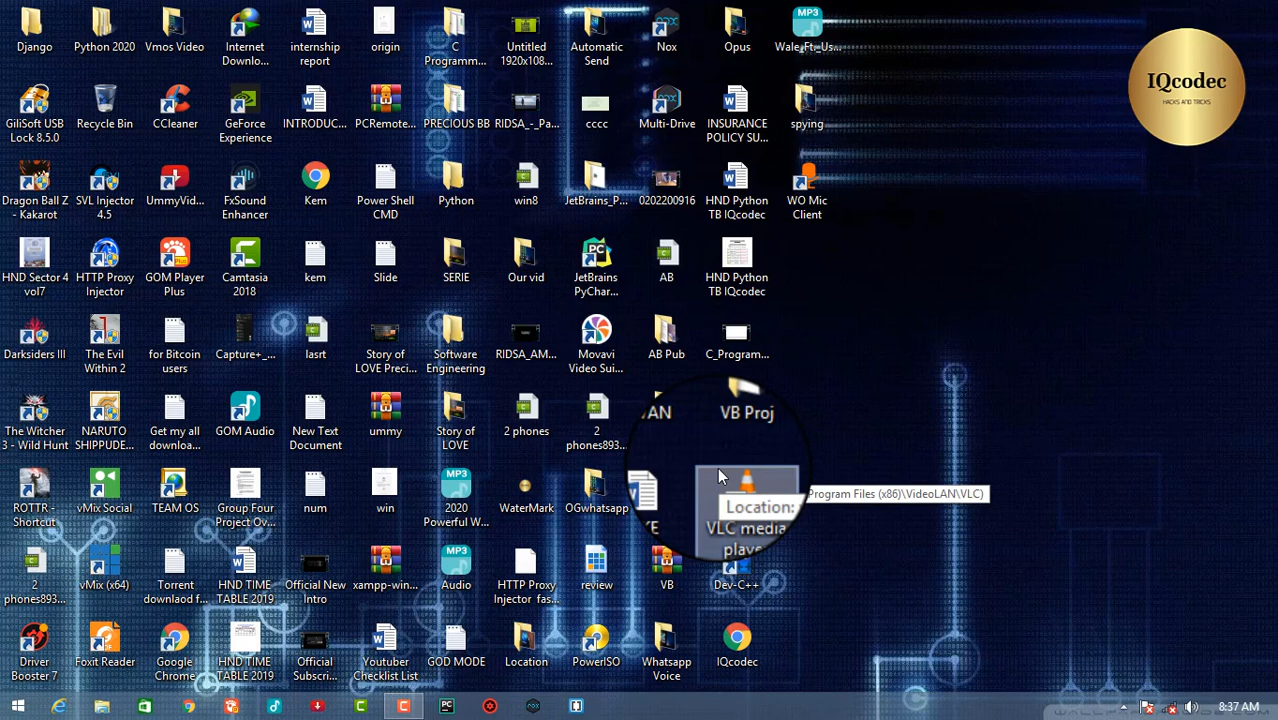 Django
Python 2020
Vmos Video
Internet
Downlo...
internship
report
origin
C
Programm...
Untitled
1920x108...
Automatic
Send
Nox
Opus
Wale_Ft_Us...
IQcodec
HACKS AND TRICKS
GiliSoft USB
Lock 8.5.0
Recycle Bin
CCleaner
GeForce
Experience
INTRODUC...
PCRemote...
PRECIOUS BB
RIDSA_-_Pa...
cccc
Multi-Drive
INSURANCE
POLICY SU...
spying
Dragon Ball Z
- Kakarot
SVL Injector
4.5
UmmyVid...
FxSound
Enhancer
Kem
Power Shell
CMD
Python
win8
JetBrains_P...
0202200916
HND Python
TB IQcodec
WO Mic
Client
HND Cover 4
vol7
HTTP Proxy
Injector
GOM Player
Plus
Camtasia
2018
kem
Slide
SERIE
Our vid
JetBrains
PyChar...
AB
HND Python
TB IQcodec
Darksiders III
The Evil
Within 2
for Bitcoin
users
Capture+_...
lasrt
Story of
LOVE Preci...
Software
Engineering
RIDSA_AM...
Movavi
Video Sui...
AB Pub
C_Program...
The Witcher
3 - Wild Hunt
NARUTO
SHIPPUDE...
Get my all
downloa...
GOM Audio
New Text
Document
ummy
Story of
LOVE
2 phones
2
phones893...
AN
VB Proj
ROTTR -
Shortcut
vMix Social
TEAM OS
Group Four
Project Ov...
num
win
2020
Powerful W...
WaterMark
OGwhatsapp
KE
VLC media
playe
Location:
Program Files (x86)\VideoLAN\VLC)
2
phones893...
vMix (x64)
Torrent
downlaod f...
HND TIME
TABLE 2019
Official New
Intro
xampp-win...
Audio
HTTP Proxy
Injector_fas...
review
VB
Dev-C++
Driver
Booster 7
Foxit Reader
Google
Chrome
HND TIME
TABLE 2019
Official
Subscri...
Youtuber
Checklist List
GOD MODE
Location
PowerISO
Whatsapp
Voice
IQcodec
8:37 AM